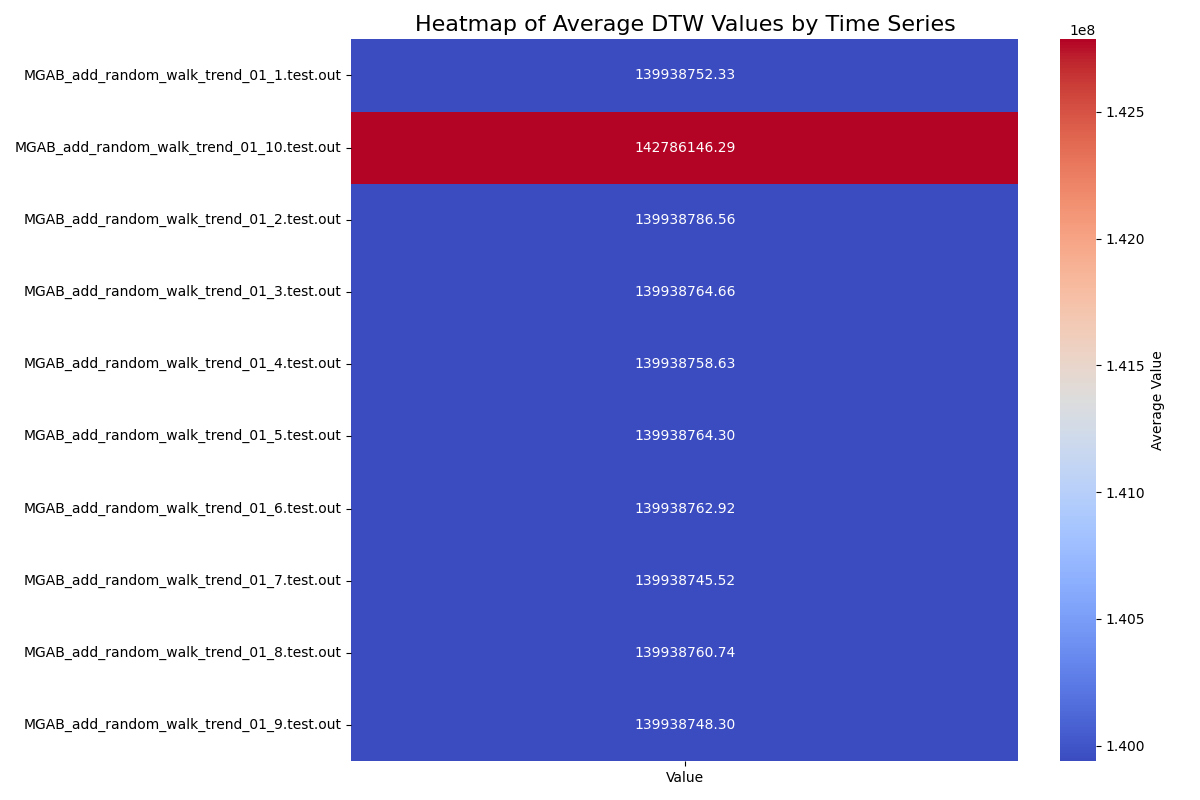 Heatmap of Average DTW Values by Time Series
1e8
MGAB_add_random_walk_trend_01_1.test.out
139938752.33
MGAB_add_random_walk_trend_01_10.test.out
142786146.29
MGAB_add_random_walk_trend_01_2.test.out
139938786.56
MGAB_add_random_walk_trend_01_3.test.out
139938764.66
MGAB_add_random_walk_trend_01_4.test.out
139938758.63
MGAB_add_random_walk_trend_01_5.test.out
139938764.30
MGAB_add_random_walk_trend_01_6.test.out
139938762.92
MGAB_add_random_walk_trend_01_7.test.out
139938745.52
MGAB_add_random_walk_trend_01_8.test.out
139938760.74
MGAB_add_random_walk_trend_01_9.test.out
139938748.30
Value
1.425
1.420
1.415
1.410
1.405
1.400
Average Value